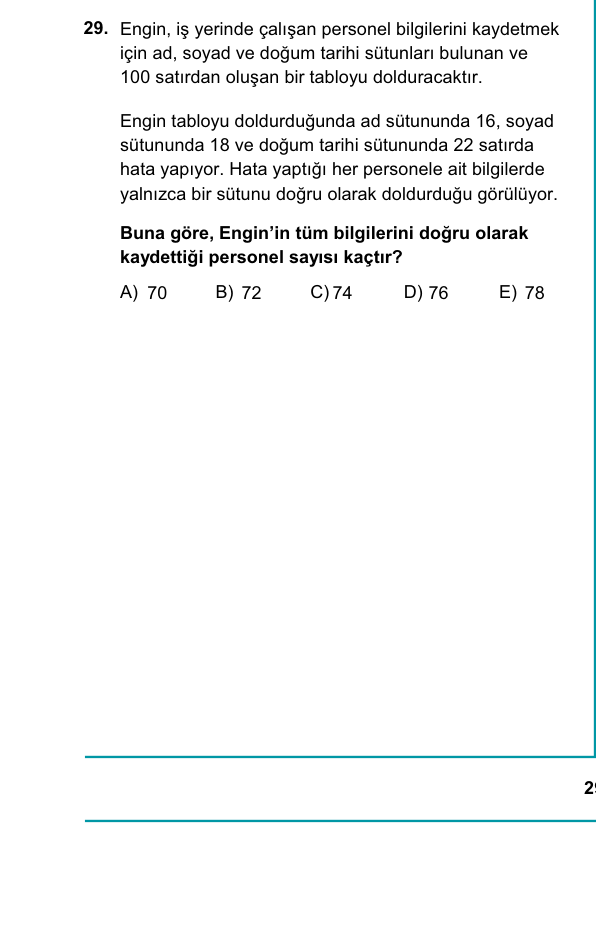 29. Engin, iş yerinde çalışan personel bilgilerini kaydetmek
için ad, soyad ve doğum tarihi sütunları bulunan ve
100 satırdan oluşan bir tabloyu dolduracaktır.
Engin tabloyu doldurduğunda ad sütununda 16, soyad
sütununda 18 ve doğum tarihi sütununda 22 satırda
hata yapıyor. Hata yaptığı her personele ait bilgilerde
yalnızca bir sütunu doğru olarak doldurduğu görülüyor.
Buna göre, Engin’in tüm bilgilerini doğru olarak
kaydettiği personel sayısı kaçtır?
A) 70 B) 72 C) 74 D) 76 E) 78